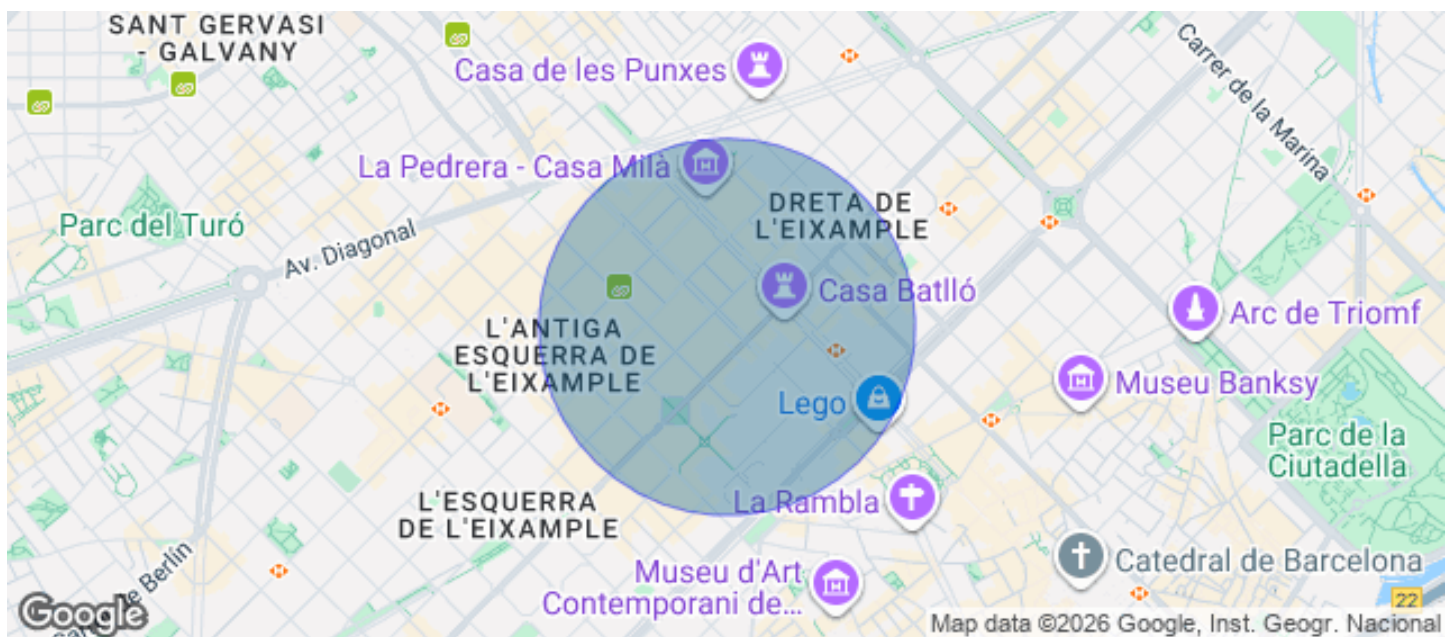 SANT GERVASI
- GALVANY
Casa de les Punxes
Carrer de la Marina
La Pedrera - Casa Milà
DRETA DE
L'EIXAMPLE
Parc del Turó
Av. Diagonal
Casa Batlló
Arc de Triomf
L'ANTIGA
ESQUERRA DE
L'EIXAMPLE
Museu Banksy
Lego
Parc de la
Ciutadella
L'ESQUERRA
DE L'EIXAMPLE
La Rambla
Catedral de Barcelona
Museu d'Art
Contemporani de...
de Berlín
22
Google
Map data ©2026 Google, Inst. Geogr. Nacional